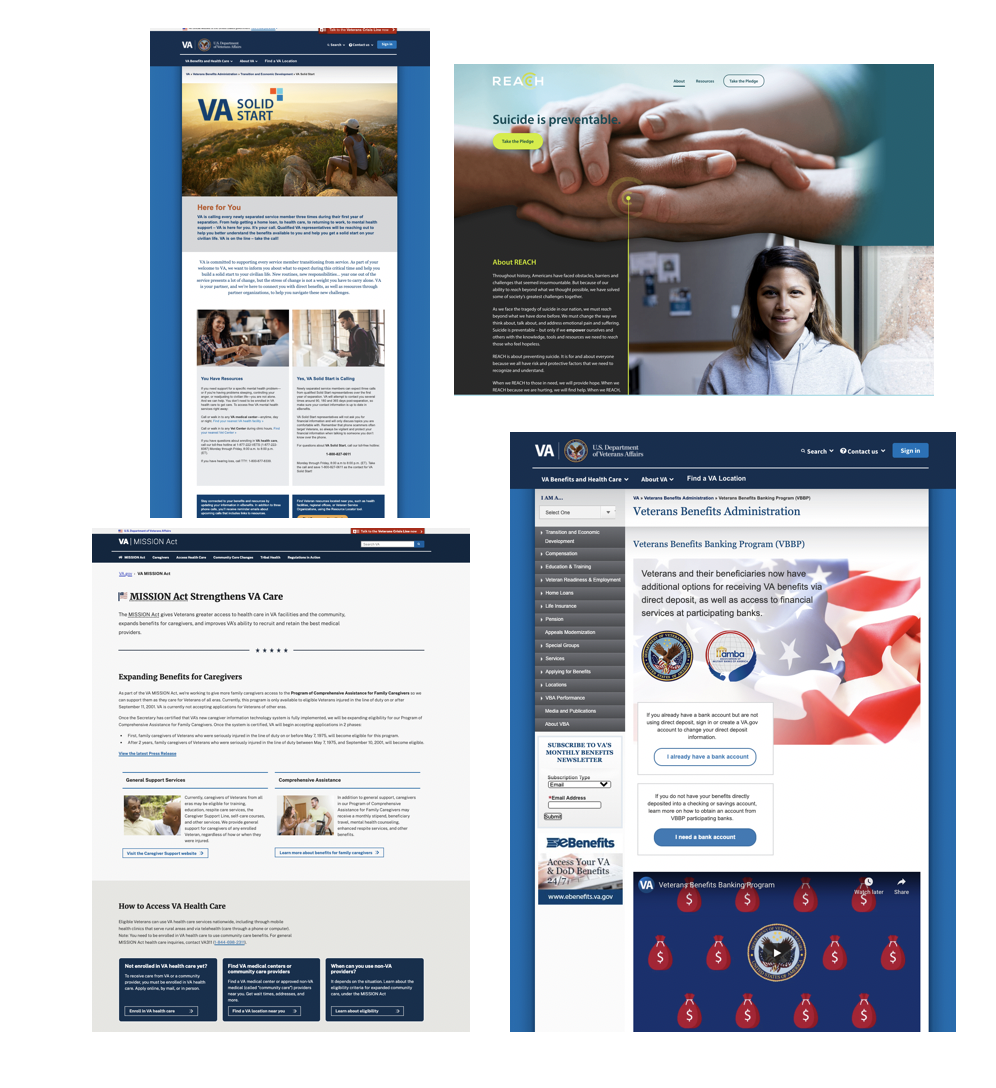 Talk to the Veterans Crisis Line now
VA
U.S. Department
of Veterans Affairs
Search
Contact us
Sign in
VA Benefits and Health Care
About VA
Find a VA Location
VA » Veterans Benefits Administration » Transition and Economic Development » VA Solid Start
VA SOLID
START
Here for You
VA is calling every newly separated service member three times during their first year of
separation. From help getting a home loan, to health care, to returning to work, to mental health
support – VA is here for you. It's your call. Qualified VA representatives will be reaching out to
help you better understand the benefits available to you and help you get a solid start on your
civilian life. VA is on the line – take the call!
VA is committed to supporting every service member transitioning from service. As part of your
welcome to VA, we want to inform you about what to expect during this critical time and help you
build a solid start to your civilian life. New routines, new responsibilities... your one out of the
service presents a lot of change, but the stress of change is not a weight you have to carry alone. VA
is your partner, and we're here to connect you with direct benefits, as well as resources through
partner organizations, to help you navigate these new challenges.
You Have Resources
Yes, VA Solid Start is Calling
For questions about VA Solid Start, call our toll-free hotline:
1-800-827-0611
REACH
About
Resources
Take the Pledge
Suicide is preventable.
Take the Pledge
About REACH
Throughout history, Americans have faced obstacles, barriers and
challenges that seemed insurmountable. But because of our
ability to reach beyond what we thought possible, we have solved
some of society's greatest challenges together.
As we face the tragedy of suicide in our nation, we must reach
beyond what we have done before. We must change the way we
think about, talk about, and address emotional pain and suffering.
Suicide is preventable – but only if we empower ourselves and
others with the knowledge, tools and resources we need to reach
those who feel hopeless.
REACH is about preventing suicide. It is for and about everyone
because we all have risk and protective factors that we need to
recognize and understand.
When we REACH to those in need, we will provide hope. When we
REACH because we are hurting, we will find help. When we REACH,
U.S. Department of Veterans Affairs
Talk to the Veterans Crisis Line now
VA | MISSION Act
Search VA
VA MISSION Act
Caregivers
Access Health Care
Community Care Changes
Tribal Health
Regulations in Action
VA.gov
VA MISSION Act
MISSION Act Strengthens VA Care
The MISSION Act gives Veterans greater access to health care in VA facilities and the community,
expands benefits for caregivers, and improves VA's ability to recruit and retain the best medical
providers.
Expanding Benefits for Caregivers
As part of the VA MISSION Act, we're working to give more family caregivers access to the Program of Comprehensive Assistance for Family Caregivers so we
can support them as they care for Veterans of all eras. Currently, this program is only available to eligible Veterans injured in the line of duty on or after
September 11, 2001. VA is currently not accepting applications for Veterans of other eras.
Once the Secretary has certified that VA's new caregiver information technology system is fully implemented, we will be expanding eligibility for our Program of
Comprehensive Assistance for Family Caregivers. Once the system is certified, VA will begin accepting applications in 2 phases:
• First, family caregivers of Veterans who were seriously injured in the line of duty on or before May 7, 1975, will become eligible for this program.
• After 2 years, family caregivers of Veterans who were seriously injured in the line of duty between May 7, 1975, and September 10, 2001, will become eligible.
View the latest Press Release
General Support Services
Currently, caregivers of Veterans from all
eras may be eligible for training,
education, respite care services, the
Caregiver Support Line, self-care courses,
and other services. We provide general
support for caregivers of any enrolled
Veteran, regardless of how or when they
were injured.
Visit the Caregiver Support website
Comprehensive Assistance
In addition to general support, caregivers
in our Program of Comprehensive
Assistance for Family Caregivers may
receive a monthly stipend, beneficiary
travel, mental health counseling,
enhanced respite services, and other
benefits.
Learn more about benefits for family caregivers
How to Access VA Health Care
Eligible Veterans can use VA health care services nationwide, including through mobile
health clinics that serve rural areas and via telehealth (care through a phone or computer).
Note: You need to be enrolled in VA health care to use community care benefits. For general
MISSION Act health care inquiries, contact VA311 (1-844-698-2311).
Not enrolled in VA health care yet?
To receive care from VA or a community
provider, you must be enrolled in VA health
care. Apply online, by mail, or in person.
Enroll in VA health care
Find VA medical centers or
community care providers
Find a VA medical center or approved non-VA
medical (called "community care") providers
near you. Get wait times, addresses, and
more.
Find a VA location near you
When can you use non-VA
providers?
It depends on the situation. Learn about the
eligibility criteria for expanded community
care, under the MISSION Act
Learn about eligibility
VA
U.S. Department
of Veterans Affairs
Search
Contact us
Sign in
VA Benefits and Health Care
About VA
Find a VA Location
I AM A...
Select One
Transition and Economic
Development
Compensation
Education & Training
Veteran Readiness & Employment
Home Loans
Life Insurance
Pension
Appeals Modernization
Special Groups
Services
Applying for Benefits
Locations
VBA Performance
Media and Publications
About VBA
SUBSCRIBE TO VA'S
MONTHLY BENEFITS
NEWSLETTER
Subscription Type
Email
*Email Address
Submit
eBenefits
Access Your VA
& DoD Benefits
24/7!
www.ebenefits.va.gov
VA » Veterans Benefits Administration » Veterans Benefits Banking Program (VBBP)
Veterans Benefits Administration
Veterans Benefits Banking Program (VBBP)
Veterans and their beneficiaries now have
additional options for receiving VA benefits via
direct deposit, as well as access to financial
services at participating banks.
amba
If you already have a bank account but are not
using direct deposit, sign in or create a VA.gov
account to change your direct deposit
information.
I already have a bank account
If you do not have your benefits directly
deposited into a checking or savings account,
learn more on how to obtain an account from
VBBP participating banks.
I need a bank account
VA Veterans Benefits Banking Program
Watch later
Share